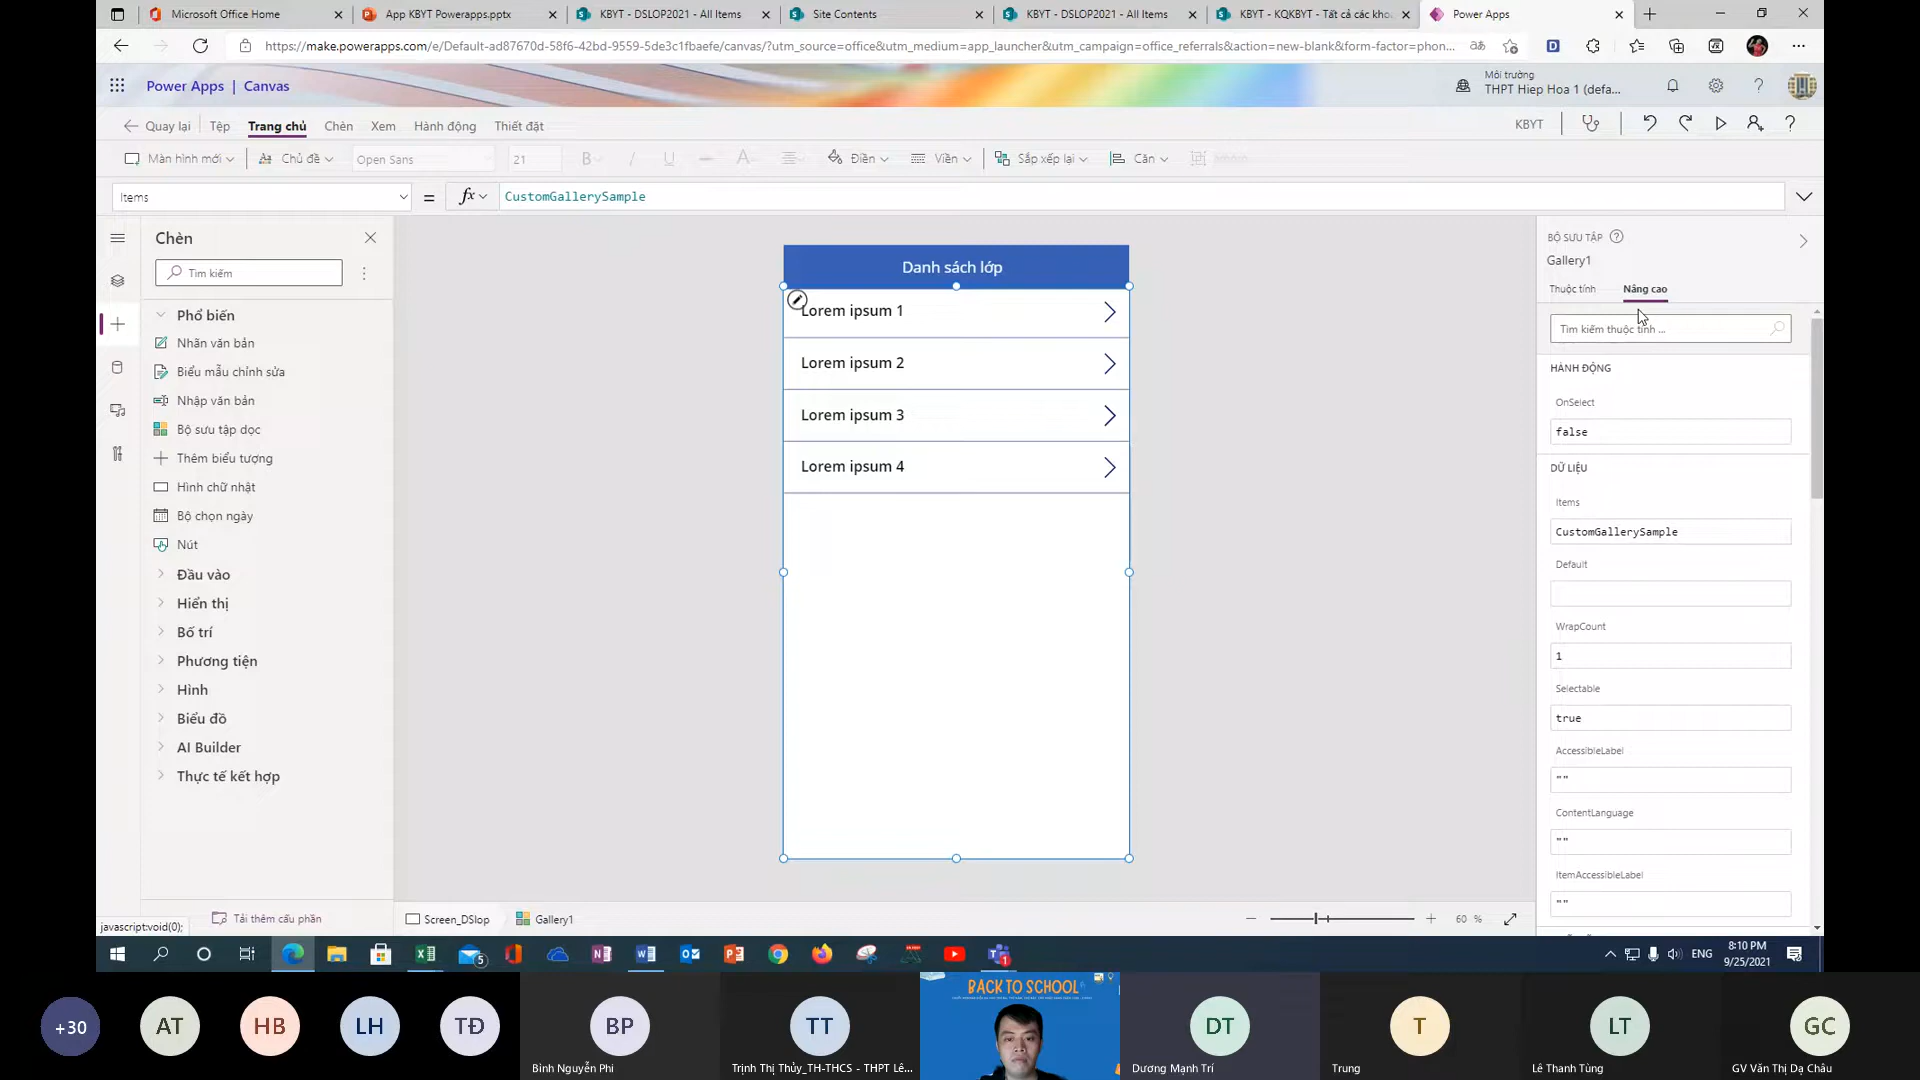 Microsoft Office Home
App KBYT Powerapps.pptx
KBYT - DSLOP2021 - All Items
Site Contents
KBYT - DSLOP2021 - All Items
KBYT - KQKBYT - Tất cả các kho
Power Apps
https://make.powerapps.com/e/Default-ad87670d-58f6-42bd-9559-5de3c1fbaefe/canvas/?utm_source=office&utm_medium=app_launcher&utm_campaign=office_referrals&action=new-blank&form-factor=phon...
Power Apps | Canvas
Môi trường
THPT Hiep Hoa 1 (defa...
Quay lại
Tệp
Trang chủ
Chèn
Xem
Hành động
Thiết đặt
KBYT
Màn hình mới
Chủ đề
Open Sans
21
Điền
Viền
Sắp xếp lại
Căn
Items
=
fx
CustomGallerySample
Chèn
Tìm kiếm
Phổ biến
Nhãn văn bản
Biểu mẫu chỉnh sửa
Nhập văn bản
Bộ sưu tập dọc
Thêm biểu tượng
Hình chữ nhật
Bộ chọn ngày
Nút
Đầu vào
Hiển thị
Bố trí
Phương tiện
Hình
Biểu đồ
AI Builder
Thực tế kết hợp
Tải thêm cấu phần
javascript:void(0);
Danh sách lớp
Lorem ipsum 1
Lorem ipsum 2
Lorem ipsum 3
Lorem ipsum 4
Screen_DSlop
Gallery1
60 %
BỘ SƯU TẬP
Gallery1
Thuộc tính
Nâng cao
Tìm kiếm thuộc tính ...
HÀNH ĐỘNG
OnSelect
false
DỮ LIỆU
Items
CustomGallerySample
Default
WrapCount
1
Selectable
true
AccessibleLabel
""
ContentLanguage
""
ItemAccessibleLabel
""
5
1
ENG
8:10 PM
9/25/2021
+30
AT
HB
LH
TĐ
BP
Bình Nguyễn Phi
TT
Trịnh Thị Thủy_TH-THCS - THPT Lê...
BACK TO SCHOOL
DT
Dương Mạnh Trí
T
Trung
LT
Lê Thanh Tùng
GC
GV Văn Thị Dạ Châu